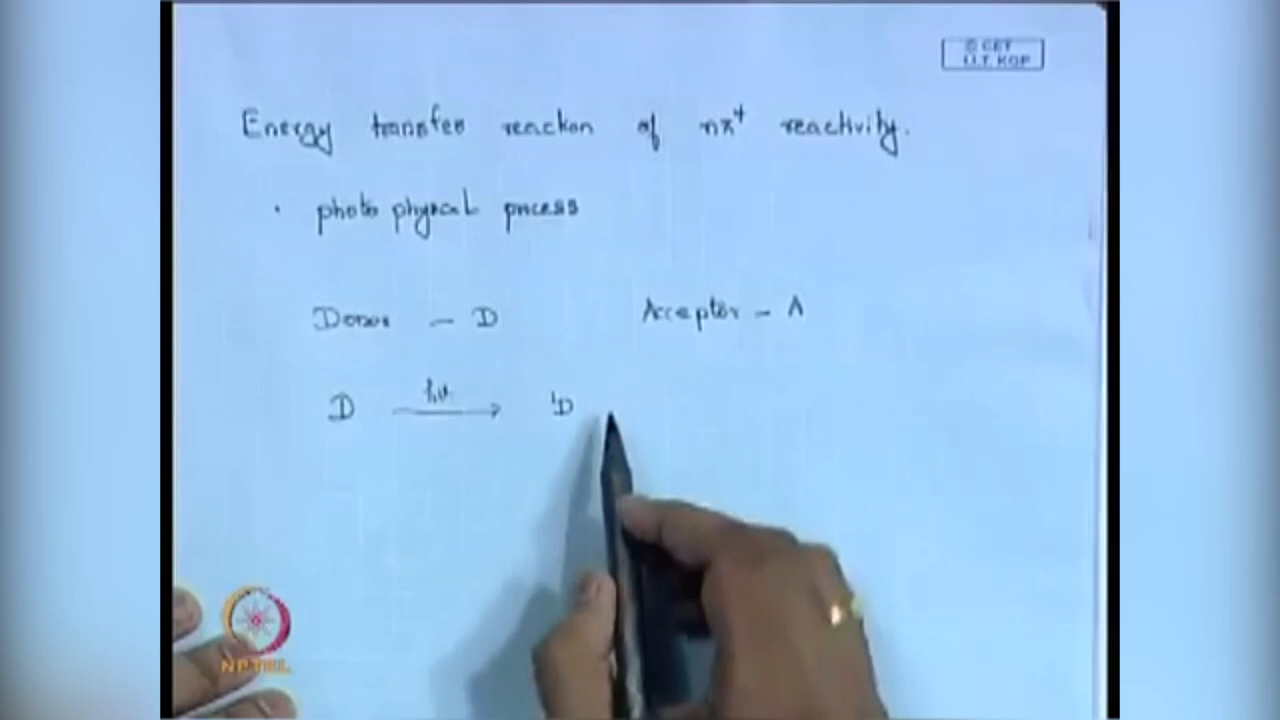 © CET
I.I.T. KGP
Energy transfer reaction of nπ* reactivity.
· photo physical process
Donor – D Acceptor – A
D hν → ¹D
NPTEL